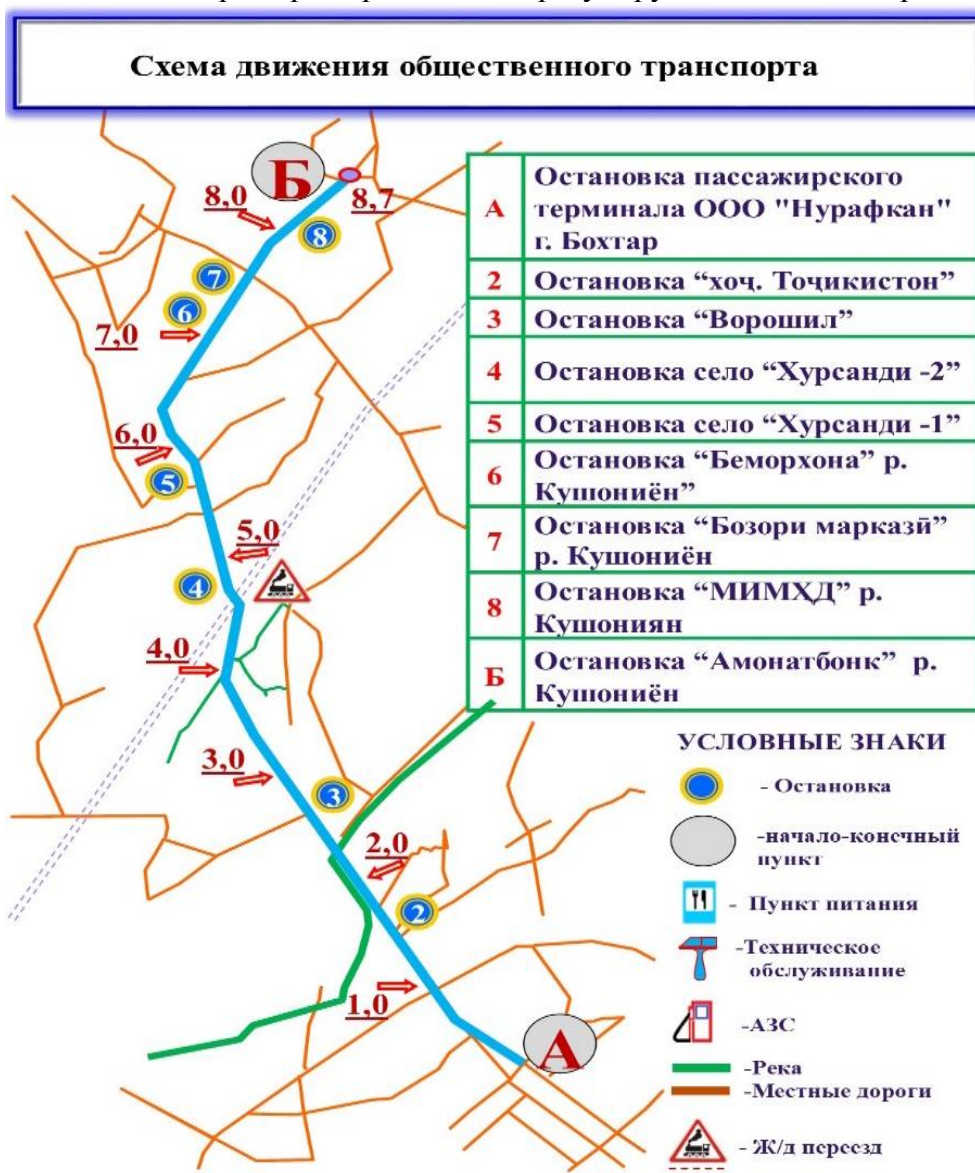 Схема движения общественного транспорта
Б
8,0
8,7
8
7
6
7,0
6,0
5
5,0
4
4,0
3,0
3
2,0
2
1,0
А
А
Остановка пассажирского
терминала ООО "Нурафкан"
г. Бохтар
2
Остановка “хоҷ. Тоҷикистон”
3
Остановка “Ворошил”
4
Остановка село “Хурсанди -2”
5
Остановка село “Хурсанди -1”
6
Остановка “Беморхона” р.
Кушониён”
7
Остановка “Бозори марказӣ”
р. Кушониён
8
Остановка “МИМҲД” р.
Кушониян
Б
Остановка “Амонатбонк” р.
Кушониён
УСЛОВНЫЕ ЗНАКИ
- Остановка
-начало-консчный
пункт
- Пункт питания
-Техническое
обслуживание
-АЗС
-Река
-Местные дороги
- Ж/д переезд